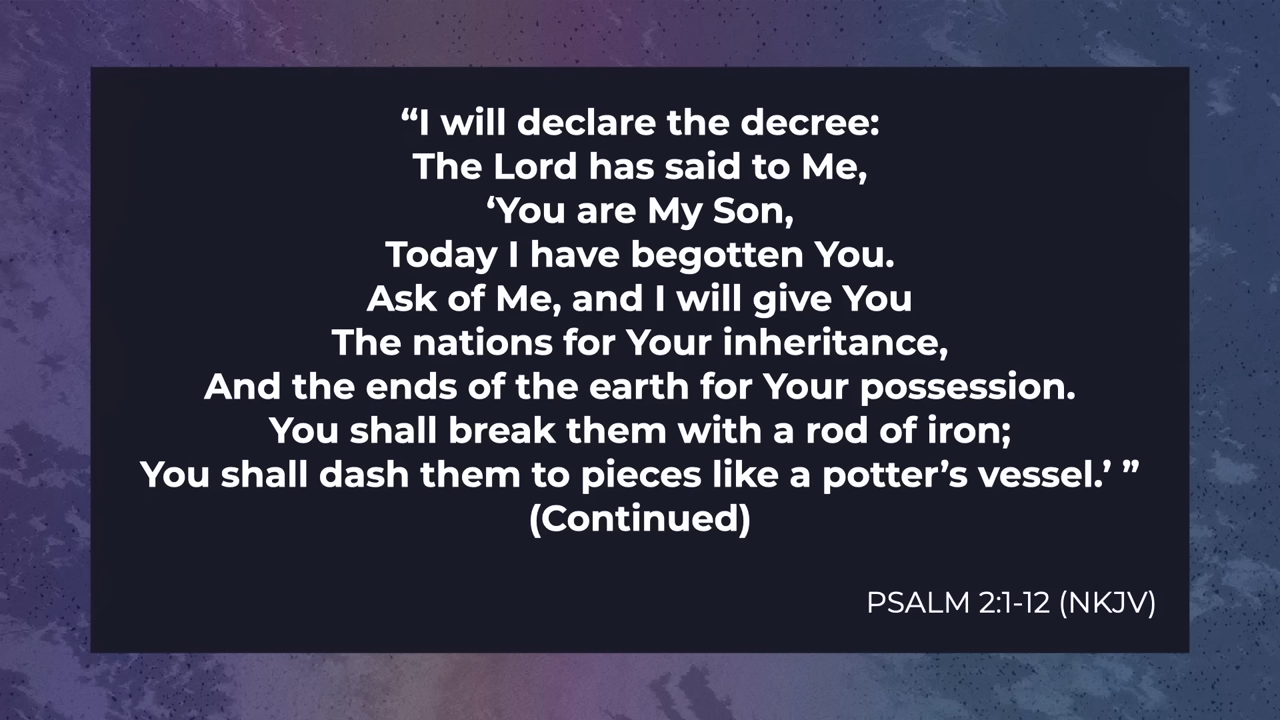 “I will declare the decree:
The Lord has said to Me,
‘You are My Son,
Today I have begotten You.
Ask of Me, and I will give You
The nations for Your inheritance,
And the ends of the earth for Your possession.
You shall break them with a rod of iron;
You shall dash them to pieces like a potter’s vessel.’ ”
(Continued)
PSALM 2:1-12 (NKJV)